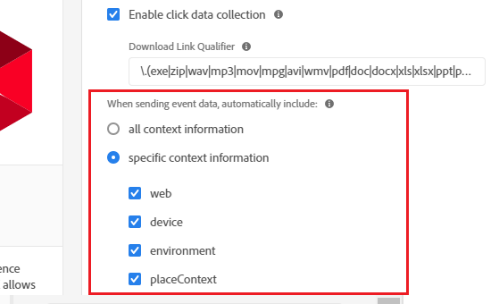 Enable click data collection
Download Link Qualifier
\.(exe|zip|wav|mp3|mov|mpg|avi|wmv|pdf|doc|docx|xls|xlsx|ppt|p...
When sending event data, automatically include:
all context information
specific context information
web
device
environment
placeContext
ence
allows